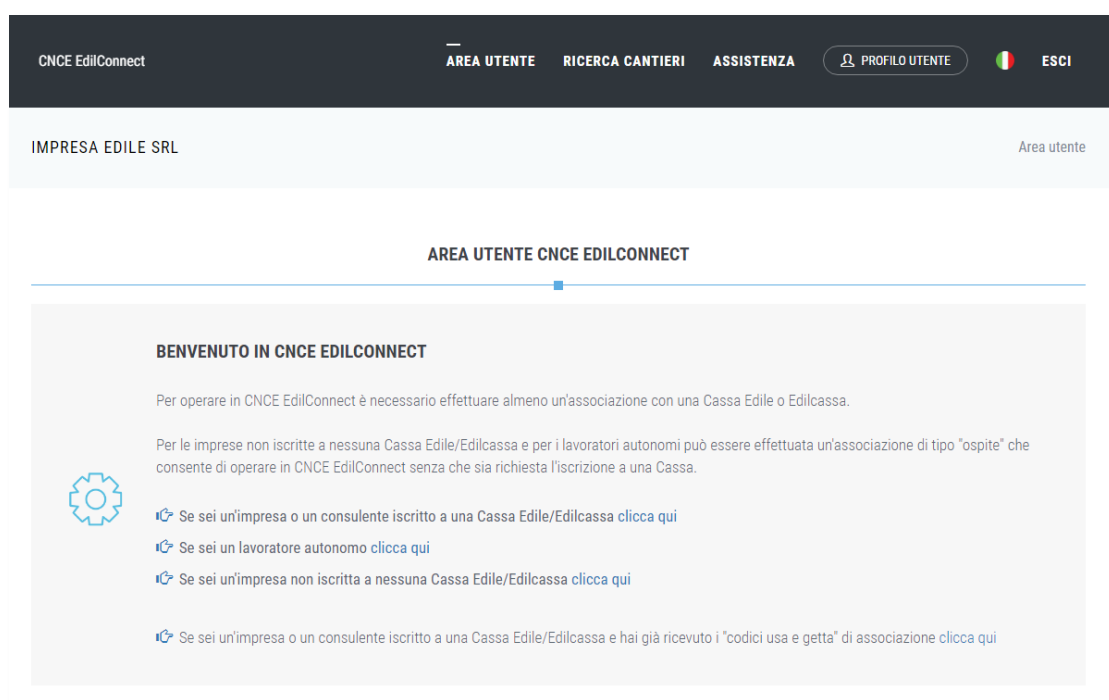 CNCE EdilConnect
AREA UTENTE
RICERCA CANTIERI
ASSISTENZA
PROFILO UTENTE
ESCI
IMPRESA EDILE SRL
Area utente
AREA UTENTE CNCE EDILCONNECT
BENVENUTO IN CNCE EDILCONNECT
Per operare in CNCE EdilConnect è necessario effettuare almeno un'associazione con una Cassa Edile o Edilcassa.
Per le imprese non iscritte a nessuna Cassa Edile/Edilcassa e per i lavoratori autonomi può essere effettuata un'associazione di tipo "ospite" che
consente di operare in CNCE EdilConnect senza che sia richiesta l'iscrizione a una Cassa.
Se sei un'impresa o un consulente iscritto a una Cassa Edile/Edilcassa clicca qui
Se sei un lavoratore autonomo clicca qui
Se sei un'impresa non iscritta a nessuna Cassa Edile/Edilcassa clicca qui
Se sei un'impresa o un consulente iscritto a una Cassa Edile/Edilcassa e hai già ricevuto i "codici usa e getta" di associazione clicca qui